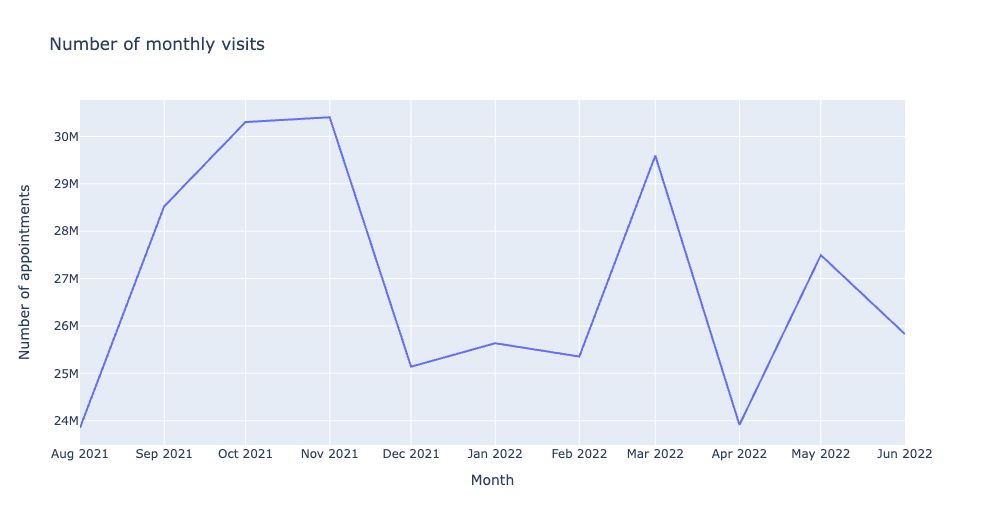 Number of monthly visits
Number of appointments
30M
29M
28M
27M
26M
25M
24M
Aug 2021 Sep 2021 Oct 2021 Nov 2021 Dec 2021 Jan 2022 Feb 2022 Mar 2022 Apr 2022 May 2022 Jun 2022
Month